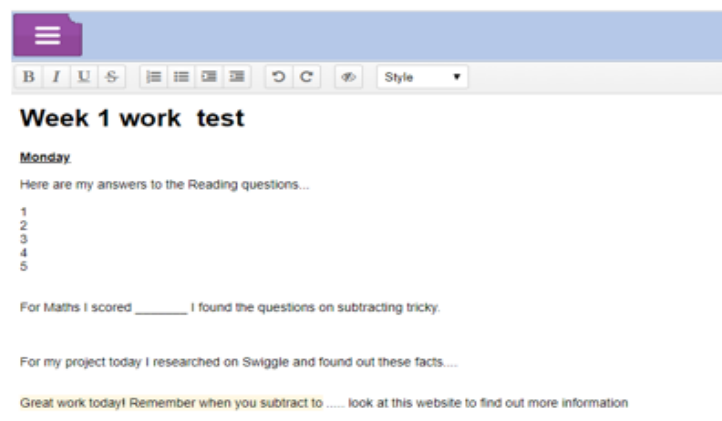 B I U S Style
Week 1 work test
Monday
Here are my answers to the Reading questions...
1
2
3
4
5
For Maths I scored _______ I found the questions on subtracting tricky.
For my project today I researched on Swiggle and found out these facts....
Great work today! Remember when you subtract to ..... look at this website to find out more information